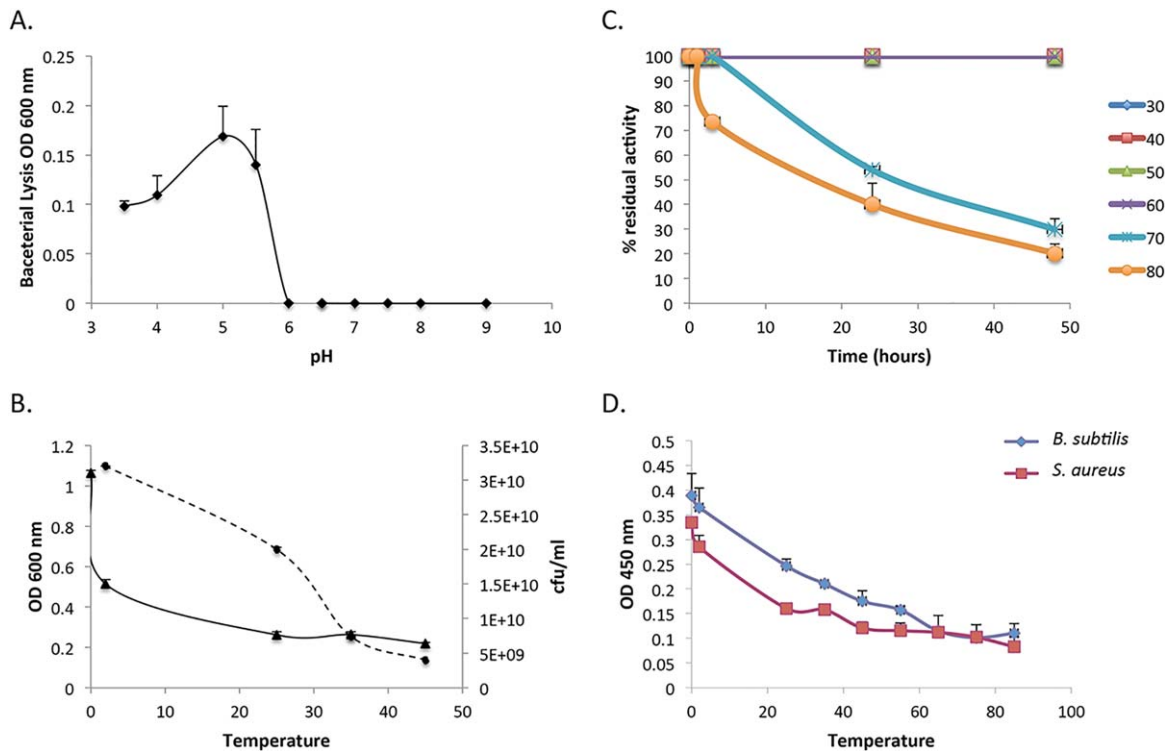 A.
Baceterial Lysis OD 600 nm
0.25
0.2
0.15
0.1
0.05
0
3 4 5 6 7 8 9 10
pH
C.
% residual activity
100
90
80
70
60
50
40
30
20
10
0
0 10 20 30 40 50
Time (hours)
30
40
50
60
70
80
B.
OD 600 nm
1.2
1
0.8
0.6
0.4
0.2
0
3.5E+10
3E+10
2.5E+10
2E+10
1.5E+10
1E+10
5E+09
0
cfu/ml
0 10 20 30 40 50
Temperature
D.
OD 450 nm
0.5
0.45
0.4
0.35
0.3
0.25
0.2
0.15
0.1
0.05
0
0 20 40 60 80 100
Temperature
B. subtilis
S. aureus